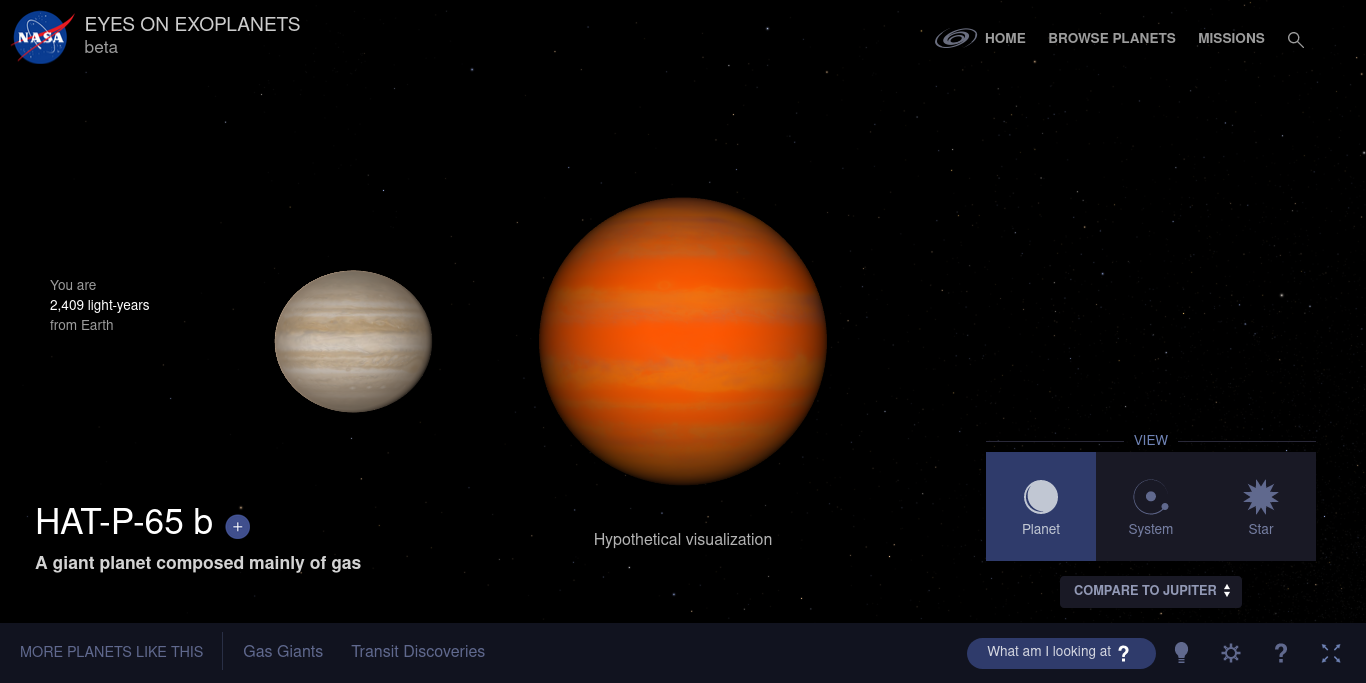 NASA
EYES ON EXOPLANETS
beta
HOME
BROWSE PLANETS
MISSIONS
You are
2,409 light-years
from Earth
HAT-P-65 b +
A giant planet composed mainly of gas
Hypothetical visualization
VIEW
Planet
System
Star
COMPARE TO JUPITER
MORE PLANETS LIKE THIS
Gas Giants
Transit Discoveries
What am I looking at ?
?